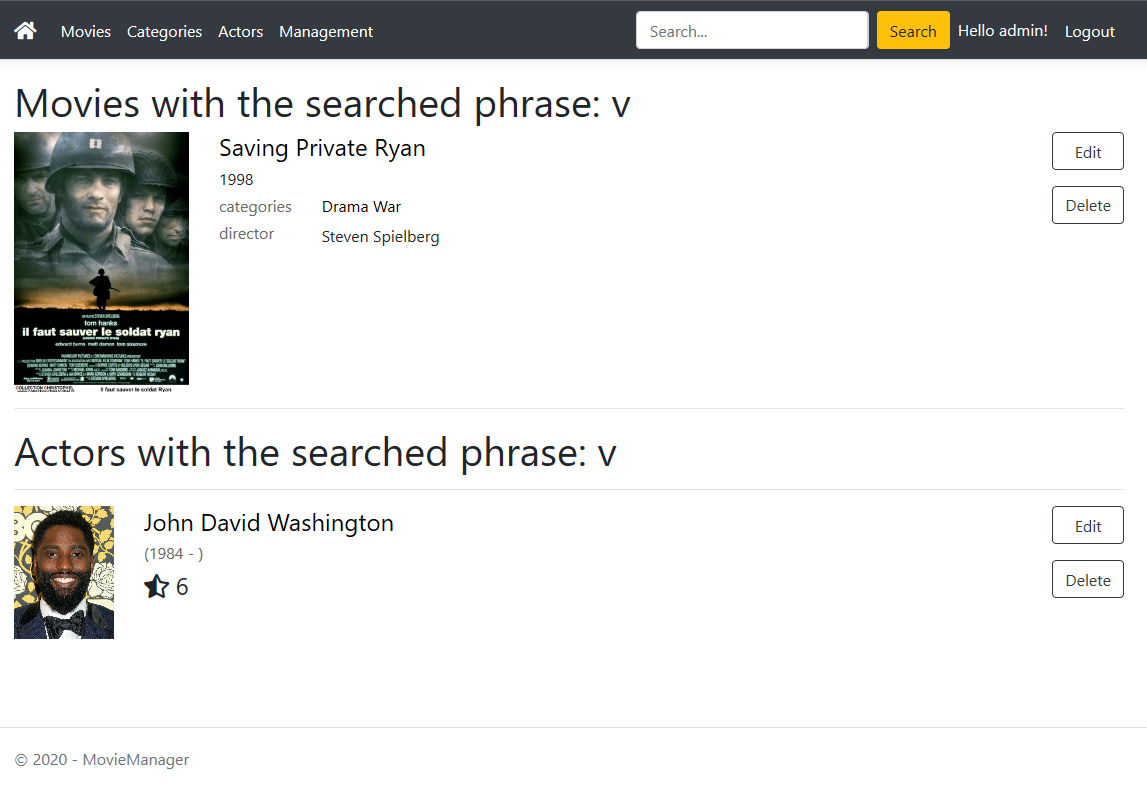 Movies Categories Actors Management Search... Search Hello admin! Logout
Movies with the searched phrase: v
Saving Private Ryan
Edit
1998
Delete
categories Drama War
director Steven Spielberg
tom hanks
il faut sauver le soldat ryan
edward burns matt damon tom sizemore
il faut sauver le soldat Ryan
Actors with the searched phrase: v
John David Washington
Edit
(1984 - )
6
Delete
© 2020 - MovieManager